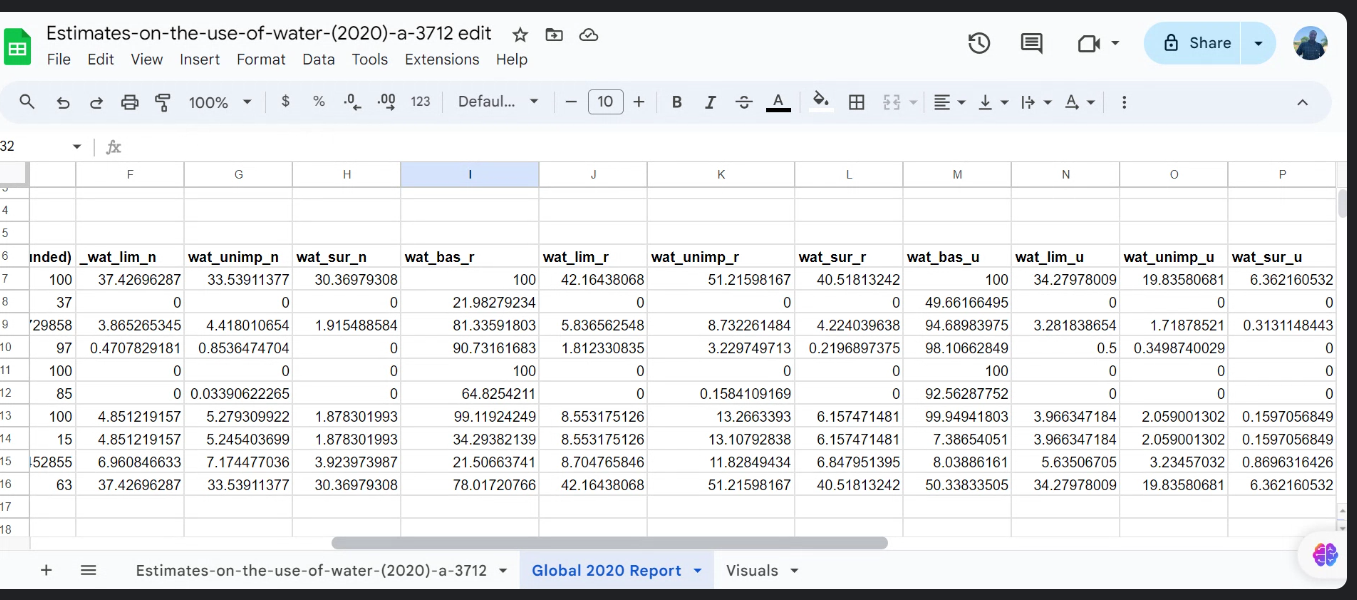 Estimates-on-the-use-of-water-(2020)-a-3712 edit
File Edit View Insert Format Data Tools Extensions Help
Share
100% $ % .0 .00 123 Defaul... − 10 + B I A
32 fx
F G H I J K L M N O P
4
5
6 _wat_lim_n wat_unimp_n wat_sur_n wat_bas_r wat_lim_r wat_unimp_r wat_sur_r wat_bas_u wat_lim_u wat_unimp_u wat_sur_u
7 100 37.42696287 33.53911377 30.36979308 100 42.16438068 51.21598167 40.51813242 100 34.27978009 19.83580681 6.362160532
8 37 0 0 0 21.98279234 0 0 0 49.66166495 0 0 0
9 729858 3.865265345 4.418010654 1.915488584 81.33591803 5.836562548 8.732261484 4.224039638 94.68983975 3.281838654 1.71878521 0.3131148443
10 97 0.4707829181 0.8536474704 0 90.73161683 1.812330835 3.229749713 0.2196897375 98.10662849 0.5 0.3498740029 0
11 100 0 0 0 100 0 0 0 100 0 0 0
12 85 0 0.03390622265 0 64.8254211 0 0.1584109169 0 92.56287752 0 0 0
13 100 4.851219157 5.279309922 1.878301993 99.11924249 8.553175126 13.2663393 6.157471481 99.94941803 3.966347184 2.059001302 0.1597056849
14 15 4.851219157 5.245403699 1.878301993 34.29382139 8.553175126 13.10792838 6.157471481 7.38654051 3.966347184 2.059001302 0.1597056849
15 452855 6.960846633 7.174477036 3.923973987 21.50663741 8.704765846 11.82849434 6.847951395 8.03886161 5.63506705 3.23457032 0.8696316426
16 63 37.42696287 33.53911377 30.36979308 78.01720766 42.16438068 51.21598167 40.51813242 50.33833505 34.27978009 19.83580681 6.362160532
17
18
+ Estimates-on-the-use-of-water-(2020)-a-3712 Global 2020 Report Visuals